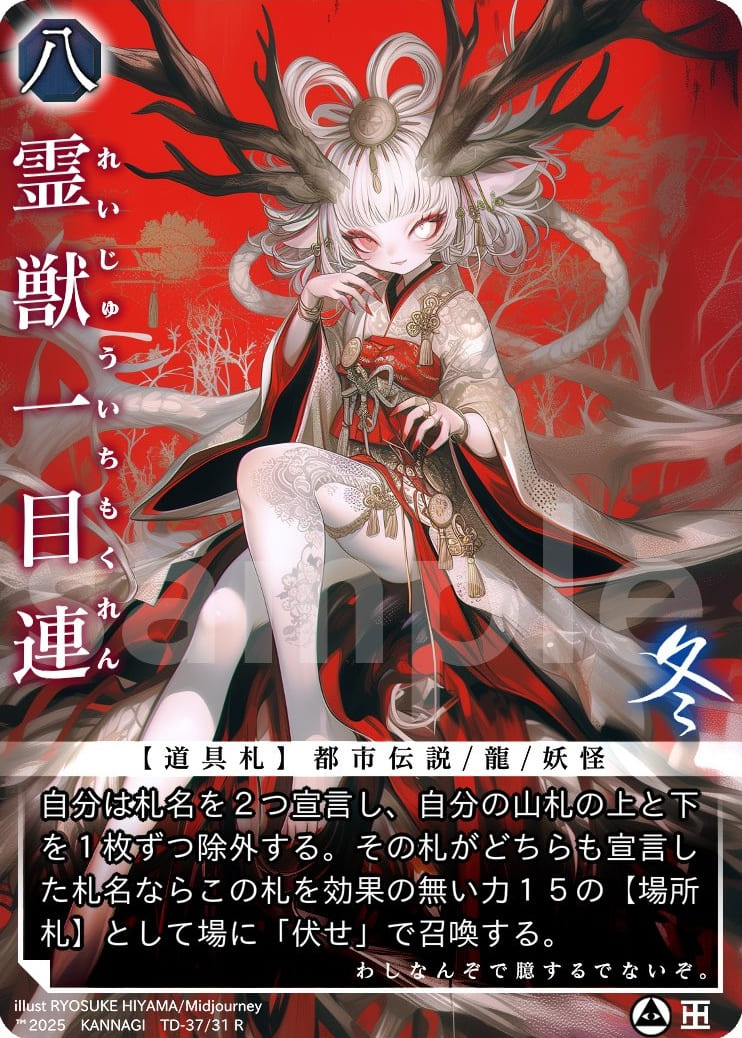 八
霊獣一目連
れいじゅういちもくれん
sample
冬
【道具札】都市伝説/龍/妖怪
自分は札名を２つ宣言し、自分の山札の上と下
を１枚ずつ除外する。その札がどちらも宣言し
た札名ならこの札を効果の無い力１５の【場所
札】として場に「伏せ」で召喚する。
わしなんぞで臆するでないぞ。
illust RYOSUKE HIYAMA/Midjourney
™2025 KANNAGI TD-37/31 R